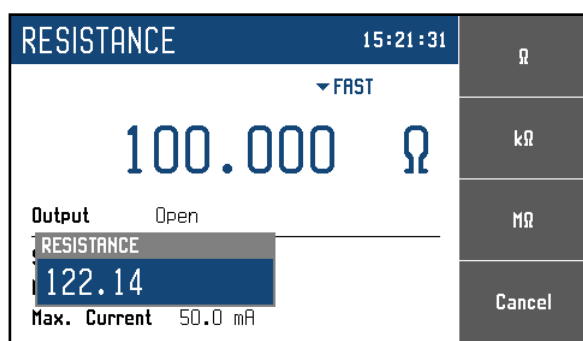 RESISTANCE 15:21:31
FAST
100.000 Ω
Output Open
RESISTANCE
122.14
Max. Current 50.0 mA
Ω
kΩ
MΩ
Cancel